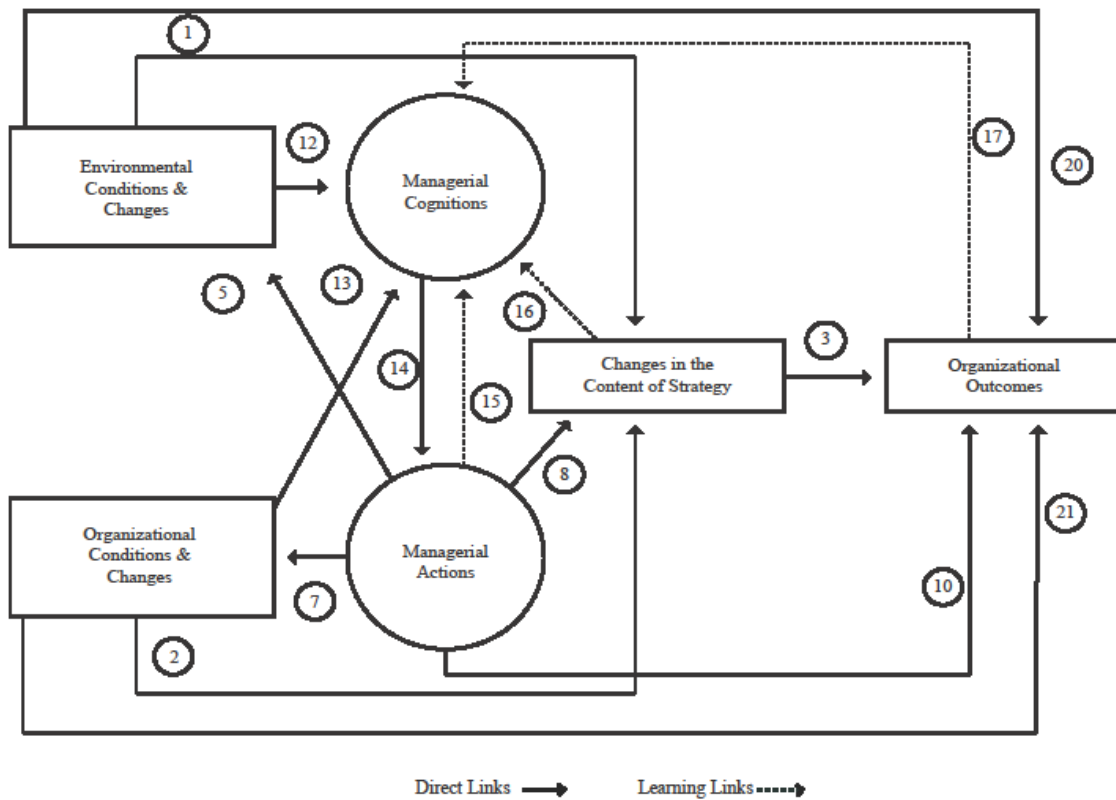 1
17
20
12
Environmental
Conditions &
Changes
Managerial
Cognitions
5
13
16
3
14
Changes in the
Content of Strategy
Organizational
Outcomes
15
8
21
Organizational
Conditions &
Changes
Managerial
Actions
7
10
2
Direct Links
Learning Links